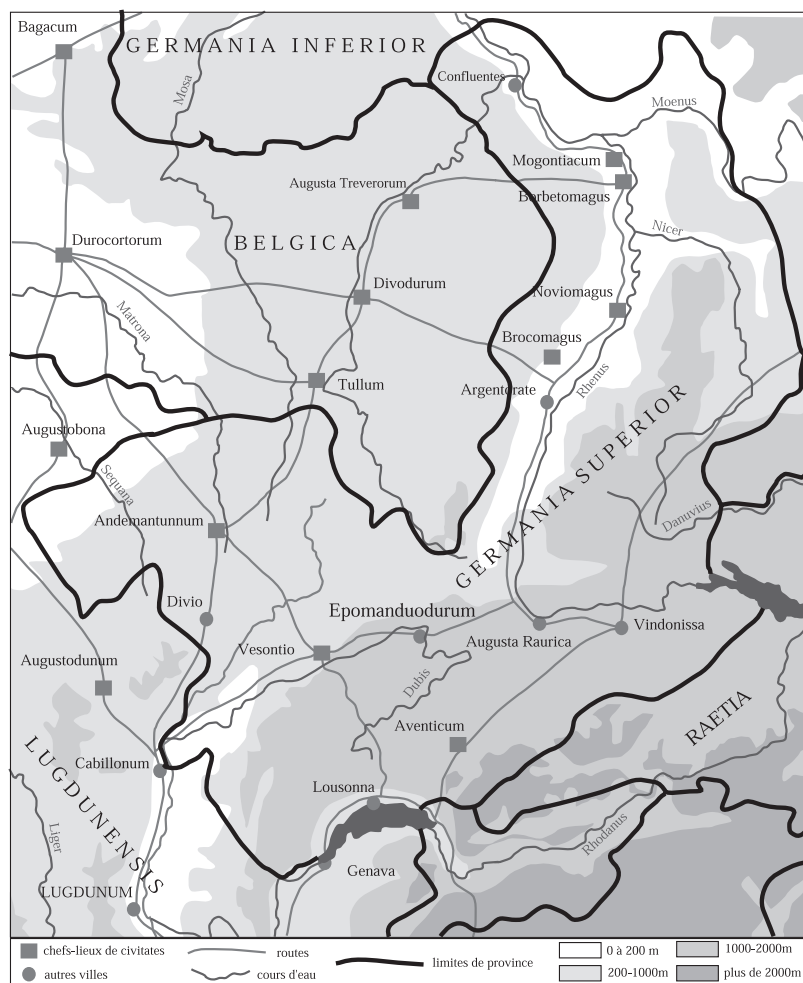 Bagacum
GERMANIA INFERIOR
Mosa
Confluentes
Moenus
Mogontiacum
Augusta Treverorum
Borbetomagus
Durocortorum
BELGICA
Nicer
Divodurum
Noviomagus
Matrona
Brocomagus
Tullum
Rhenus
Argentorate
Augustobona
GERMANIA SUPERIOR
Sequana
Andemantunnum
Danuvius
Divio
Epomanduodurum
Augusta Raurica
Vindonissa
Vesontio
Augustodunum
Dubis
Aventicum
RAETIA
LUGDUNENSIS
Cabillonum
Lousonna
Liger
Rhodanus
Genava
LUGDUNUM
chefs-lieux de civitates
routes
limites de province
0 à 200 m
1000-2000m
autres villes
cours d'eau
200-1000m
plus de 2000m